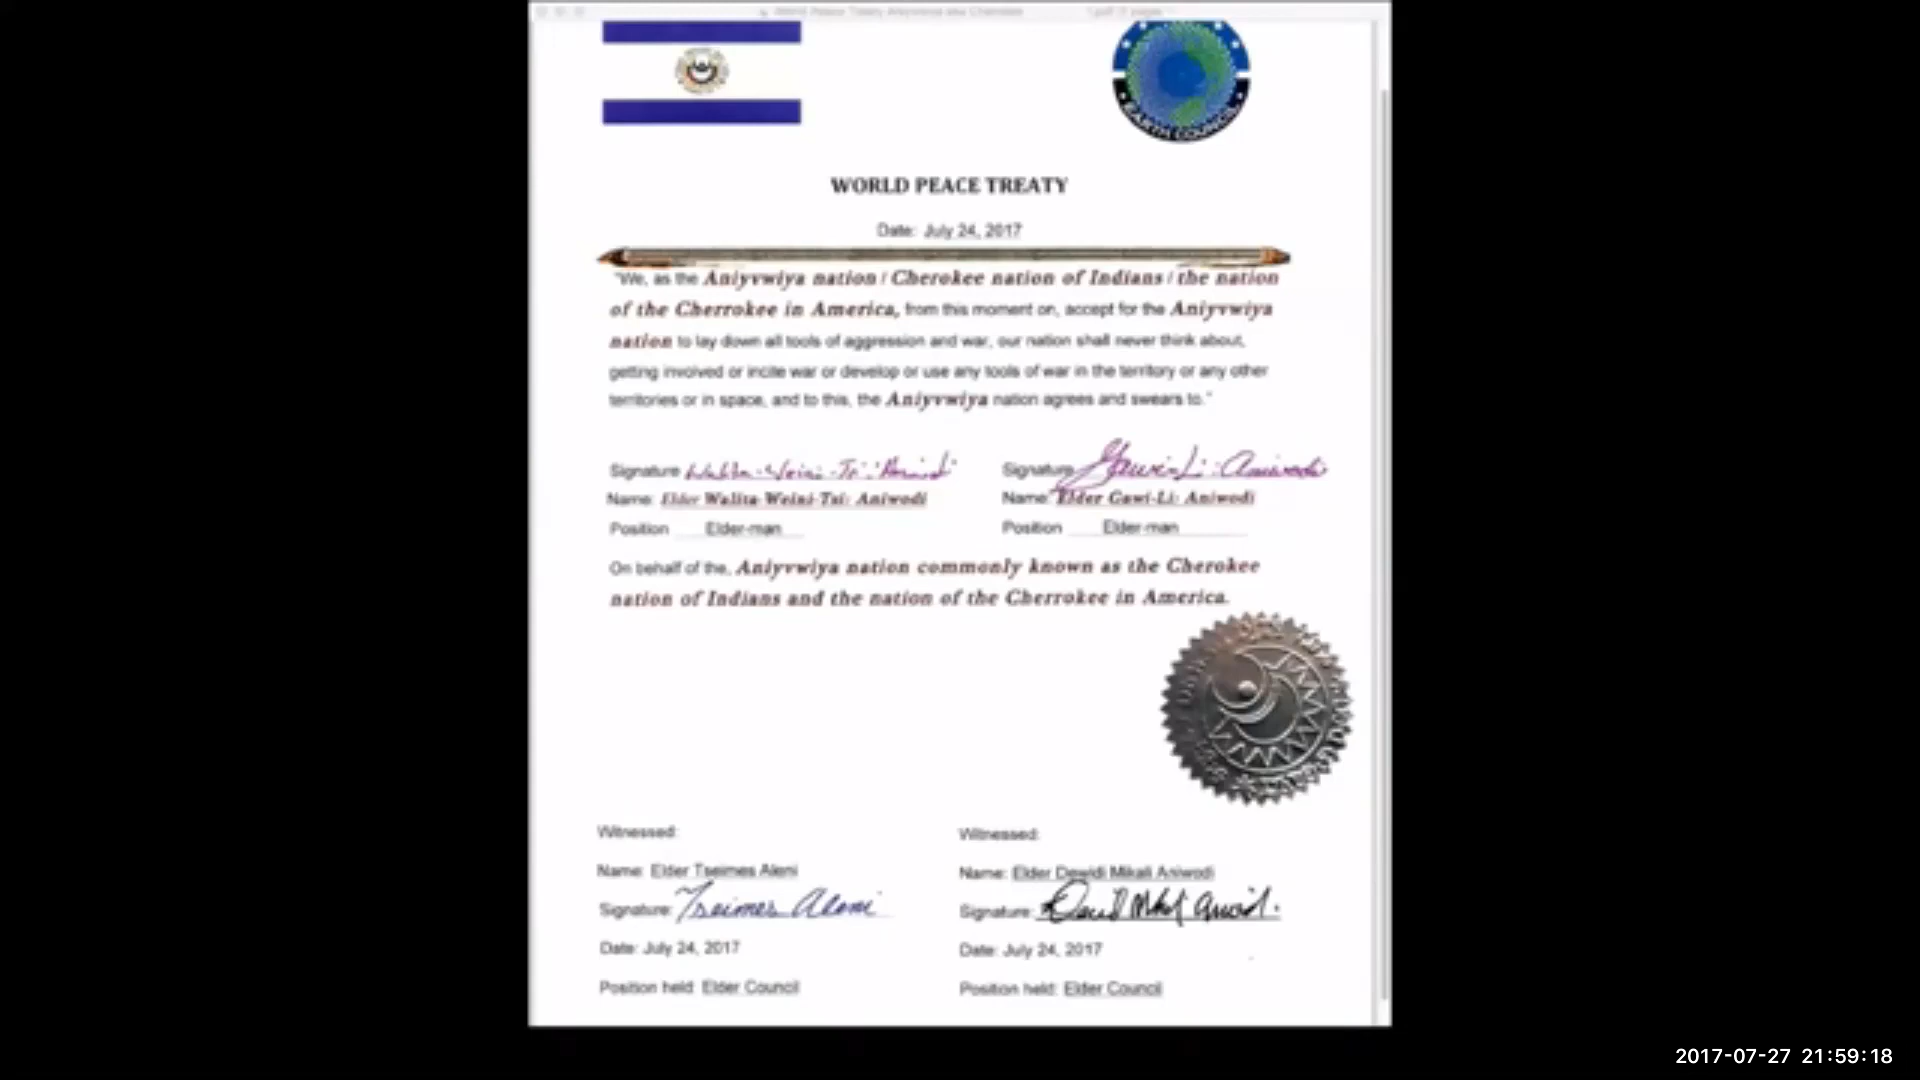 EARTH COUNCIL
WORLD PEACE TREATY
Date: July 24, 2017
"We, as the Aniyvwiya nation / Cherokee nation of Indians / the nation
of the Cherrokee in America, from this moment on, accept for the Aniyvwiya
nation to lay down all tools of aggression and war, our nation shall never think about,
getting involved or incite war or develop or use any tools of war in the territory or any other
territories or in space, and to this, the Aniyvwiya nation agrees and swears to."
Signature Signature
Name: Elder Walita-Weini-Tsi: Aniwodi Name: Elder Gawi-Li: Aniwodi
Position Elder-man Position Elder-man
On behalf of the, Aniyvwiya nation commonly known as the Cherokee
nation of Indians and the nation of the Cherrokee in America.
Witnessed: Witnessed:
Name: Elder Tseimes Aleni Name: Elder Dewidi Mikali Aniwodi
Signature: Tseimes Aleni Signature:
Date: July 24, 2017 Date: July 24, 2017
Position held: Elder Council Position held: Elder Council
2017-07-27 21:59:18